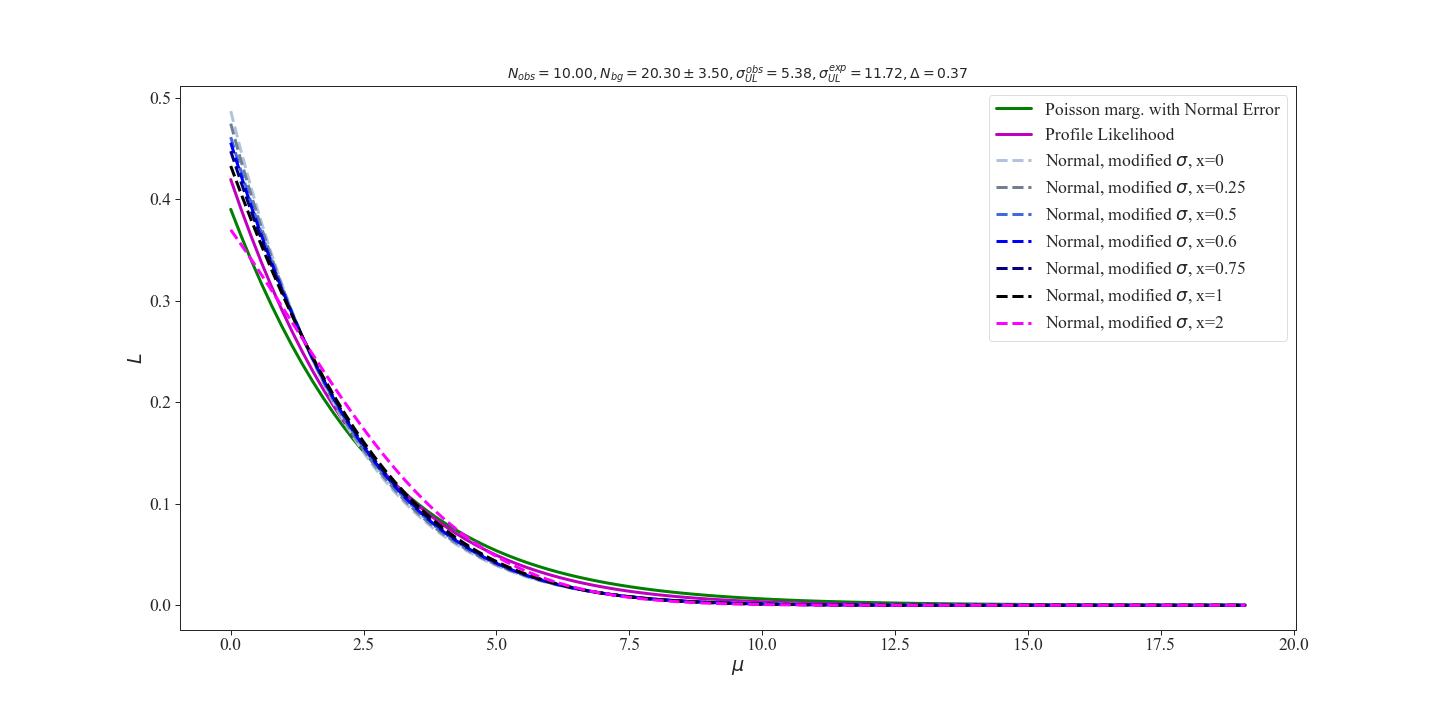 N_obs = 10.00, N_bg = 20.30 ± 3.50, σ_UL^obs = 5.38, σ_UL^exp = 11.72, Δ = 0.37
0.5
0.4
0.3
0.2
0.1
0.0
L
Poisson marg. with Normal Error
Profile Likelihood
Normal, modified σ, x=0
Normal, modified σ, x=0.25
Normal, modified σ, x=0.5
Normal, modified σ, x=0.6
Normal, modified σ, x=0.75
Normal, modified σ, x=1
Normal, modified σ, x=2
0.0 2.5 5.0 7.5 10.0 12.5 15.0 17.5 20.0
μ